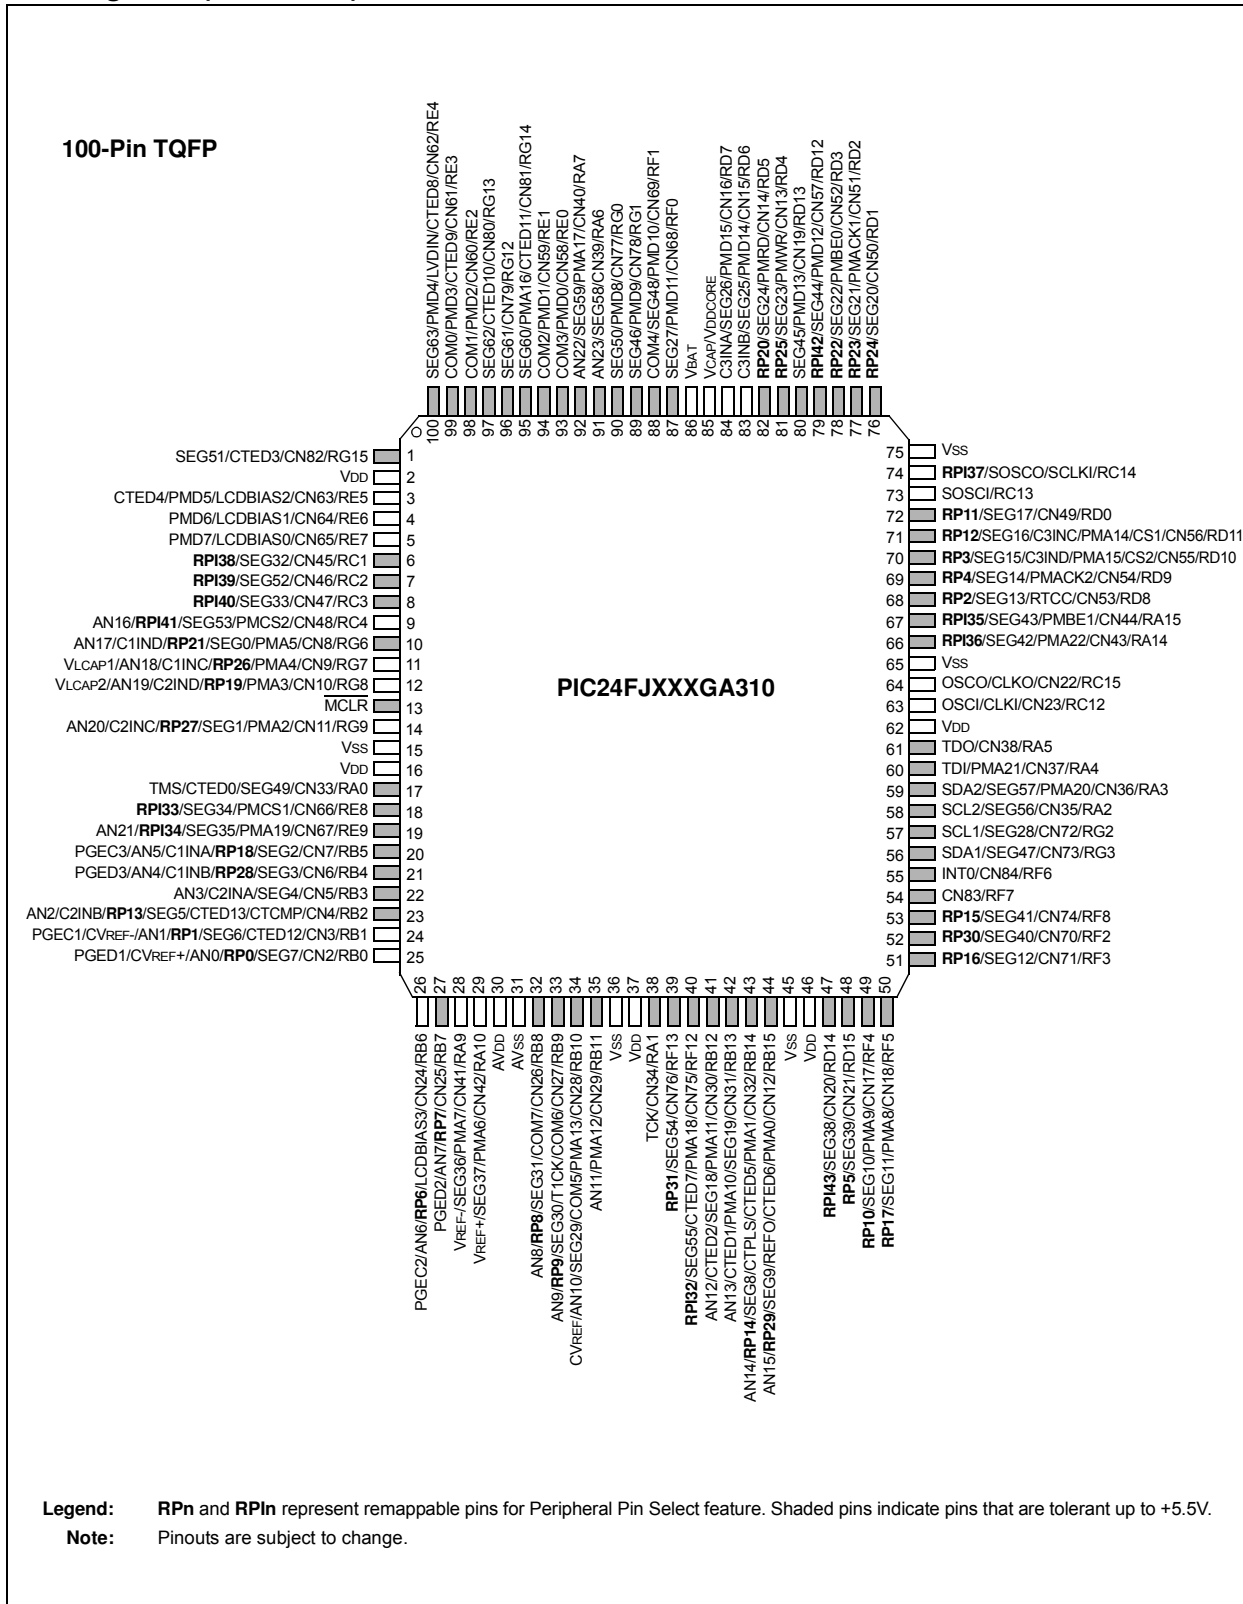 100-Pin TQFP
SEG63/PMD4/LVDIN/CTED8/CN62/RE4
COM0/PMD3/CTED9/CN61/RE3
COM1/PMD2/CN60/RE2
SEG62/CTED10/CN80/RG13
SEG61/CN79/RG12
SEG60/PMA16/CTED11/CN81/RG14
COM2/PMD1/CN59/RE1
COM3/PMD0/CN58/RE0
AN22/SEG59/PMA17/CN40/RA7
AN23/SEG58/CN39/RA6
SEG50/PMD8/CN77/RG0
SEG46/PMD9/CN78/RG1
COM4/SEG48/PMD10/CN69/RF1
SEG27/PMD11/CN68/RF0
VBAT
VCAP/VDDCORE
C3INA/SEG26/PMD15/CN16/RD7
C3INB/SEG25/PMD14/CN15/RD6
RP20/SEG24/PMRD/CN14/RD5
RP25/SEG23/PMWR/CN13/RD4
SEG45/PMD13/CN19/RD13
RPI42/SEG44/PMD12/CN57/RD12
RP22/SEG22/PMBE0/CN52/RD3
RP23/SEG21/PMACK1/CN51/RD2
RP24/SEG20/CN50/RD1
100 99 98 97 96 95 94 93 92 91 90 89 88 87 86 85 84 83 82 81 80 79 78 77 76
SEG51/CTED3/CN82/RG15 1
VDD 2
CTED4/PMD5/LCDBIAS2/CN63/RE5 3
PMD6/LCDBIAS1/CN64/RE6 4
PMD7/LCDBIAS0/CN65/RE7 5
RPI38/SEG32/CN45/RC1 6
RPI39/SEG52/CN46/RC2 7
RPI40/SEG33/CN47/RC3 8
AN16/RPI41/SEG53/PMCS2/CN48/RC4 9
AN17/C1IND/RP21/SEG0/PMA5/CN8/RG6 10
VLCAP1/AN18/C1INC/RP26/PMA4/CN9/RG7 11
VLCAP2/AN19/C2IND/RP19/PMA3/CN10/RG8 12
MCLR 13
AN20/C2INC/RP27/SEG1/PMA2/CN11/RG9 14
VSS 15
VDD 16
TMS/CTED0/SEG49/CN33/RA0 17
RPI33/SEG34/PMCS1/CN66/RE8 18
AN21/RPI34/SEG35/PMA19/CN67/RE9 19
PGEC3/AN5/C1INA/RP18/SEG2/CN7/RB5 20
PGED3/AN4/C1INB/RP28/SEG3/CN6/RB4 21
AN3/C2INA/SEG4/CN5/RB3 22
AN2/C2INB/RP13/SEG5/CTED13/CTCMP/CN4/RB2 23
PGEC1/CVREF-/AN1/RP1/SEG6/CTED12/CN3/RB1 24
PGED1/CVREF+/AN0/RP0/SEG7/CN2/RB0 25
PIC24FJXXXGA310
75 VSS
74 RPI37/SOSCO/SCLKI/RC14
73 SOSCI/RC13
72 RP11/SEG17/CN49/RD0
71 RP12/SEG16/C3INC/PMA14/CS1/CN56/RD11
70 RP3/SEG15/C3IND/PMA15/CS2/CN55/RD10
69 RP4/SEG14/PMACK2/CN54/RD9
68 RP2/SEG13/RTCC/CN53/RD8
67 RPI35/SEG43/PMBE1/CN44/RA15
66 RPI36/SEG42/PMA22/CN43/RA14
65 VSS
64 OSCO/CLKO/CN22/RC15
63 OSCI/CLKI/CN23/RC12
62 VDD
61 TDO/CN38/RA5
60 TDI/PMA21/CN37/RA4
59 SDA2/SEG57/PMA20/CN36/RA3
58 SCL2/SEG56/CN35/RA2
57 SCL1/SEG28/CN72/RG2
56 SDA1/SEG47/CN73/RG3
55 INT0/CN84/RF6
54 CN83/RF7
53 RP15/SEG41/CN74/RF8
52 RP30/SEG40/CN70/RF2
51 RP16/SEG12/CN71/RF3
26 27 28 29 30 31 32 33 34 35 36 37 38 39 40 41 42 43 44 45 46 47 48 49 50
PGEC2/AN6/RP6/LCDBIAS3/CN24/RB6
PGED2/AN7/RP7/CN25/RB7
VREF-/SEG36/PMA7/CN41/RA9
VREF+/SEG37/PMA6/CN42/RA10
AVDD
AVSS
AN8/RP8/SEG31/COM7/CN26/RB8
AN9/RP9/SEG30/T1CK/COM6/CN27/RB9
CVREF/AN10/SEG29/COM5/PMA13/CN28/RB10
AN11/PMA12/CN29/RB11
VSS
VDD
TCK/CN34/RA1
RP31/SEG54/CN76/RF13
RPI32/SEG55/CTED7/PMA18/CN75/RF12
AN12/CTED2/SEG18/PMA11/CN30/RB12
AN13/CTED1/PMA10/SEG19/CN31/RB13
AN14/RP14/SEG8/CTPLS/CTED5/PMA1/CN32/RB14
AN15/RP29/SEG9/REFO/CTED6/PMA0/CN12/RB15
VSS
VDD
RPI43/SEG38/CN20/RD14
RP5/SEG39/CN21/RD15
RP10/SEG10/PMA9/CN17/RF4
RP17/SEG11/PMA8/CN18/RF5
Legend: RPn and RPIn represent remappable pins for Peripheral Pin Select feature. Shaded pins indicate pins that are tolerant up to +5.5V.
Note: Pinouts are subject to change.